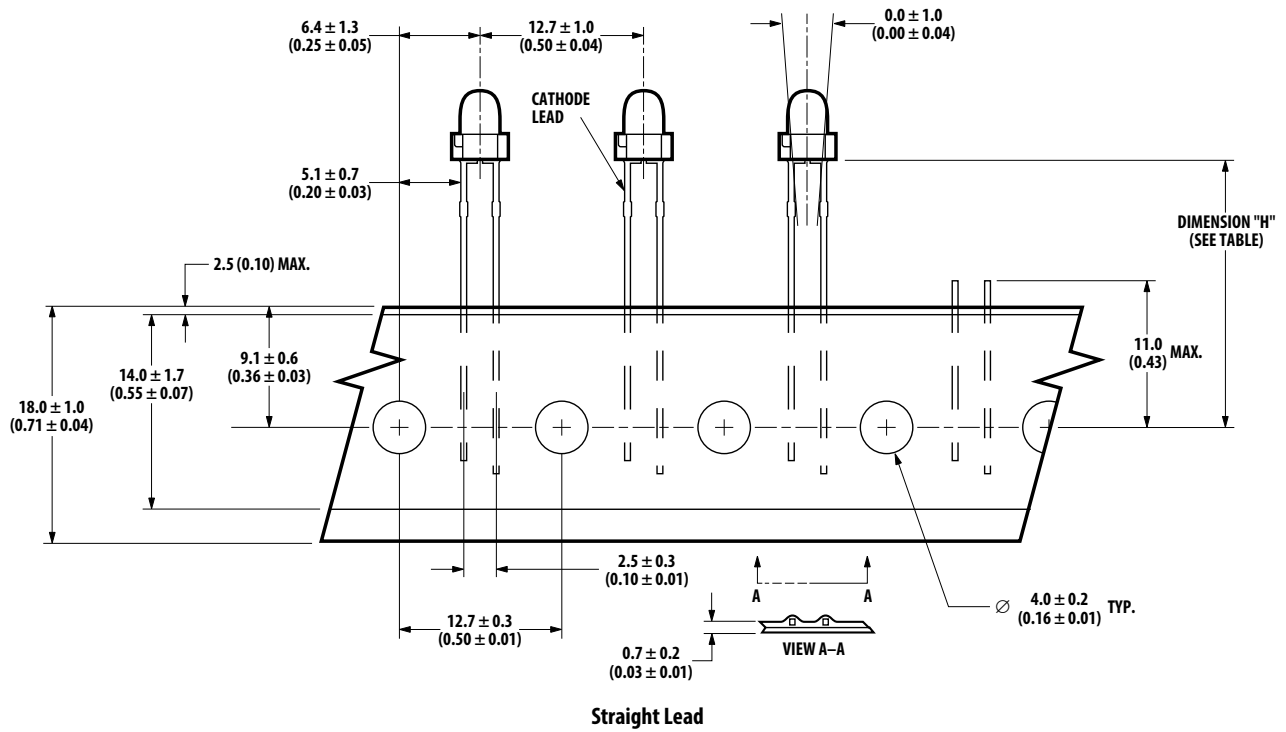 6.4 ± 1.3
(0.25 ± 0.05)
12.7 ± 1.0
(0.50 ± 0.04)
0.0 ± 1.0
(0.00 ± 0.04)
CATHODE
LEAD
5.1 ± 0.7
(0.20 ± 0.03)
DIMENSION "H"
(SEE TABLE)
2.5 (0.10) MAX.
9.1 ± 0.6
(0.36 ± 0.03)
14.0 ± 1.7
(0.55 ± 0.07)
18.0 ± 1.0
(0.71 ± 0.04)
11.0
(0.43) MAX.
2.5 ± 0.3
(0.10 ± 0.01)
A A
12.7 ± 0.3
(0.50 ± 0.01)
∅ 4.0 ± 0.2 TYP.
(0.16 ± 0.01)
0.7 ± 0.2
(0.03 ± 0.01)
VIEW A–A
Straight Lead